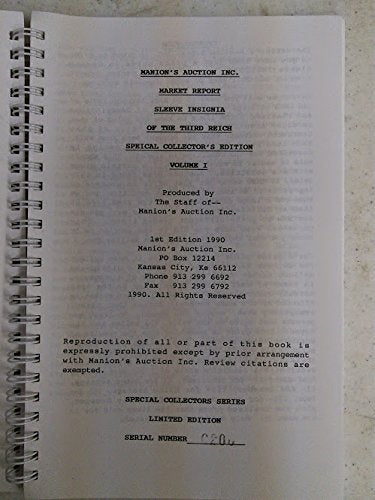 MANION'S AUCTION INC.
MARKET REPORT
SLEEVE INSIGNIA
OF THE THIRD REICH
SPEICAL COLLECTOR'S EDITION
VOLUME I
Produced by
The Staff of--
Manion's Auction Inc.
1st Edition 1990
Manion's Auction Inc.
PO Box 12214
Kansas City, Ks 66112
Phone 913 299 6692
Fax 913 299 6792
1990. All Rights Reserved
Reproduction of all or part of this book is
expressly prohibited except by prior arrangement
with Manion's Auction Inc. Review citations are
exempted.
SPECIAL COLLECTORS SERIES
LIMITED EDITION
SERIAL NUMBER